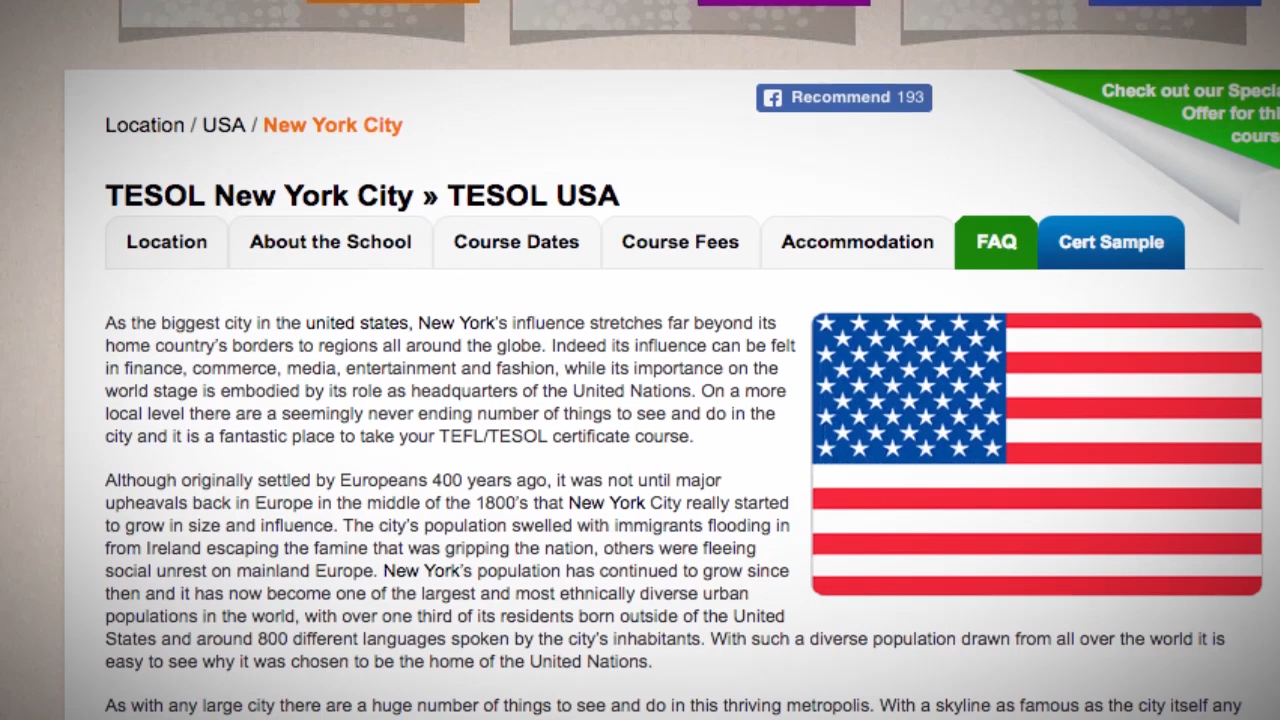 Recommend 193
Check out our
Offer for
Location / USA / New York City
TESOL New York City » TESOL USA
Location
About the School
Course Dates
Course Fees
Accommodation
FAQ
Cert Sample
As the biggest city in the united states, New York's influence stretches far beyond its
home country's borders to regions all around the globe. Indeed its influence can be felt
in finance, commerce, media, entertainment and fashion, while its importance on the
world stage is embodied by its role as headquarters of the United Nations. On a more
local level there are a seemingly never ending number of things to see and do in the
city and it is a fantastic place to take your TEFL/TESOL certificate course.
Although originally settled by Europeans 400 years ago, it was not until major
upheavals back in Europe in the middle of the 1800's that New York City really started
to grow in size and influence. The city's population swelled with immigrants flooding in
from Ireland escaping the famine that was gripping the nation, others were fleeing
social unrest on mainland Europe. New York's population has continued to grow since
then and it has now become one of the largest and most ethnically diverse urban
populations in the world, with over one third of its residents born outside of the United
States and around 800 different languages spoken by the city's inhabitants. With such a diverse population drawn from all over the world it is
easy to see why it was chosen to be the home of the United Nations.
As with any large city there are a huge number of things to see and do in this thriving metropolis. With a skyline as famous as the city itself any